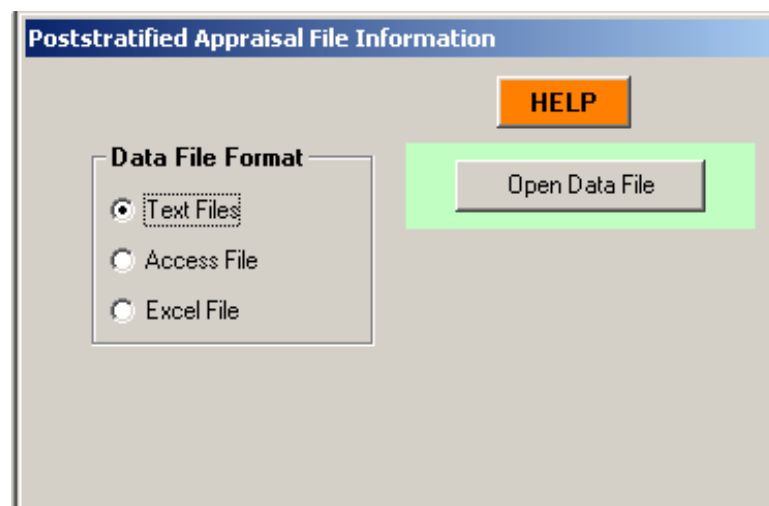 Poststratified Appraisal File Information
HELP
Data File Format
Open Data File
Text Files
Access File
Excel File